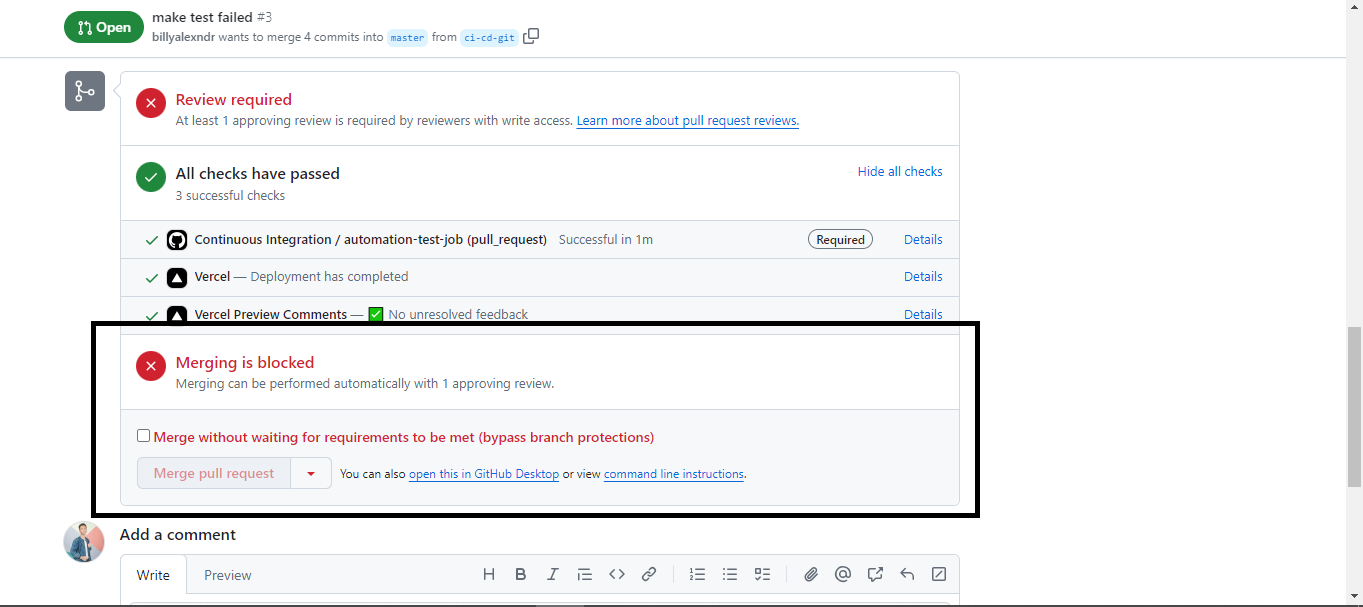 Open
make test failed #3
billyalexndr wants to merge 4 commits into master from ci-cd-git
Review required
At least 1 approving review is required by reviewers with write access. Learn more about pull request reviews.
All checks have passed
Hide all checks
3 successful checks
Continuous Integration / automation-test-job (pull_request) Successful in 1m Required Details
Vercel — Deployment has completed Details
Vercel Preview Comments — ✅ No unresolved feedback Details
Merging is blocked
Merging can be performed automatically with 1 approving review.
Merge without waiting for requirements to be met (bypass branch protections)
Merge pull request You can also open this in GitHub Desktop or view command line instructions.
Add a comment
Write Preview